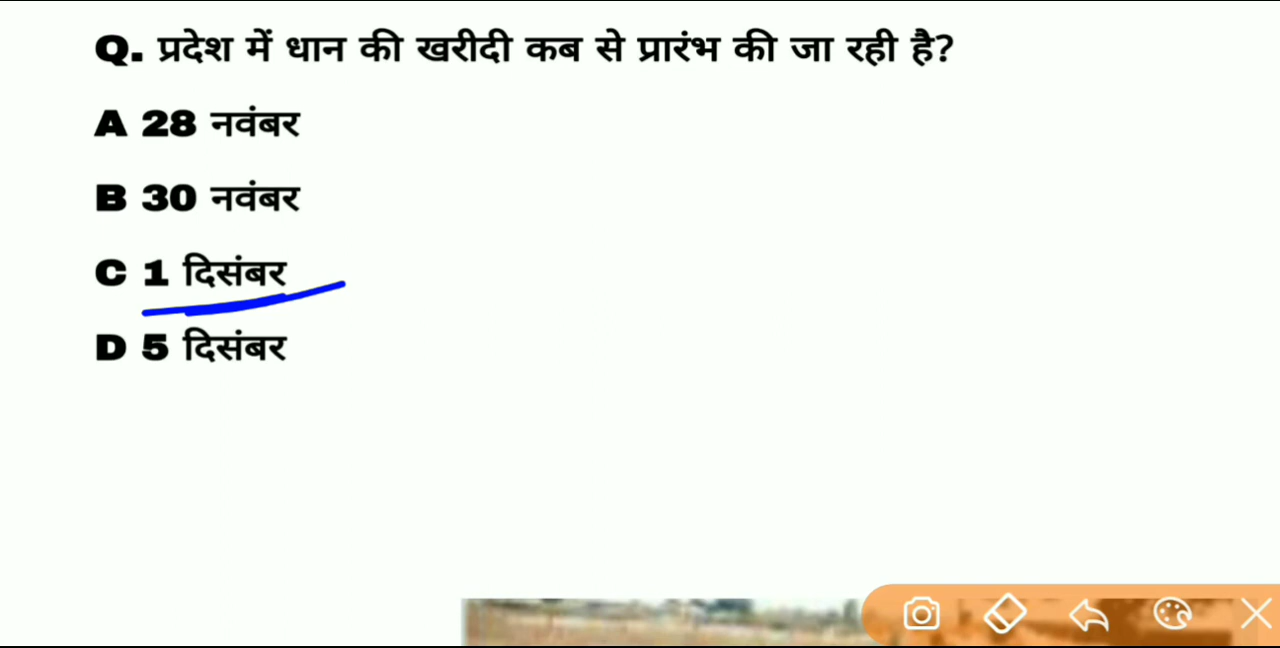 Q. प्रदेश में धान की खरीदी कब से प्रारंभ की जा रही है?
A 28 नवंबर
B 30 नवंबर
C 1 दिसंबर
D 5 दिसंबर